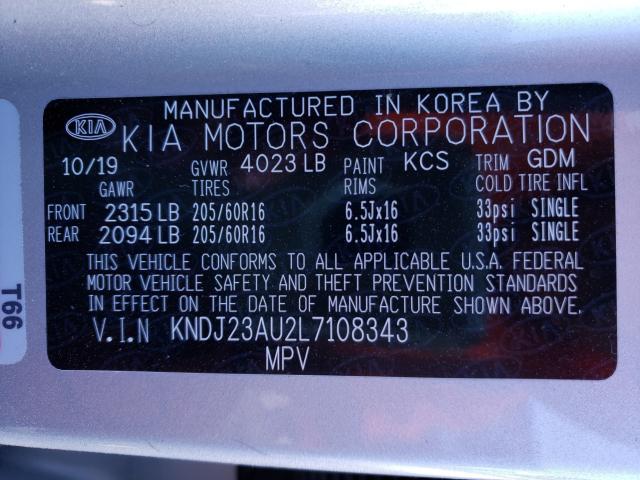 MANUFACTURED IN KOREA BY
KIA KIA MOTORS CORPORATION
10/19 GVWR 4023 LB PAINT KCS TRIM GDM
GAWR TIRES RIMS COLD TIRE INFL
FRONT 2315 LB 205/60R16 6.5Jx16 33psi SINGLE
REAR 2094 LB 205/60R16 6.5Jx16 33psi SINGLE
THIS VEHICLE CONFORMS TO ALL APPLICABLE U.S.A. FEDERAL
MOTOR VEHICLE SAFETY AND THEFT PREVENTION STANDARDS
IN EFFECT ON THE DATE OF MANUFACTURE SHOWN ABOVE.
V.I.N KNDJ23AU2L7108343
MPV
T66